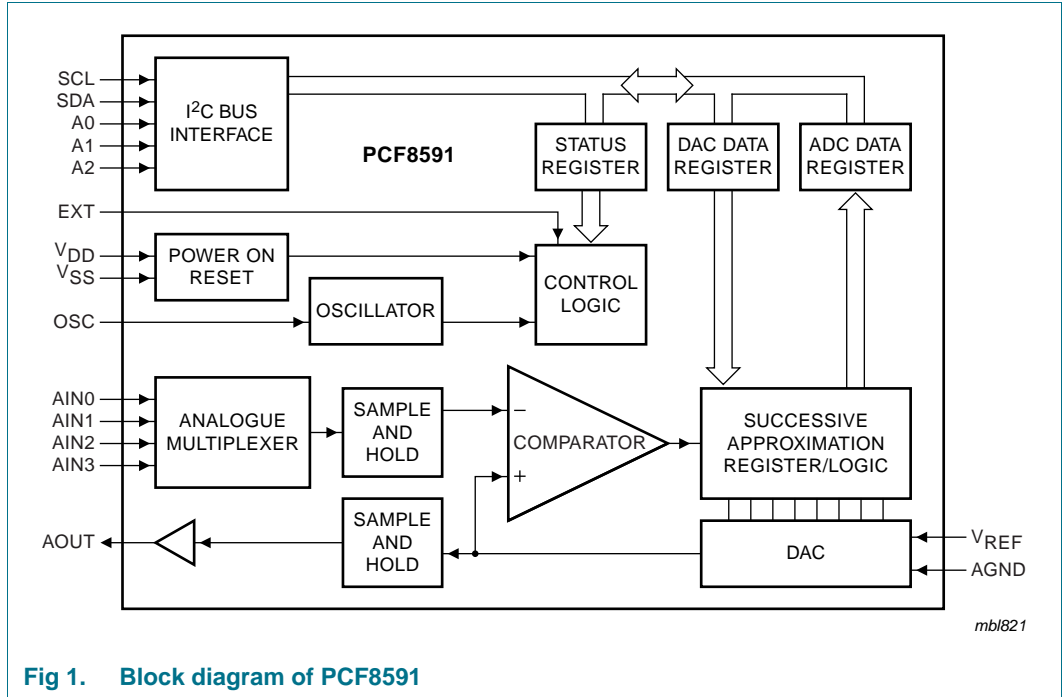 SCL
SDA
A0
A1
A2
I2C BUS
INTERFACE
PCF8591
STATUS
REGISTER
DAC DATA
REGISTER
ADC DATA
REGISTER
EXT
VDD
VSS
POWER ON
RESET
OSC
OSCILLATOR
CONTROL
LOGIC
AIN0
AIN1
AIN2
AIN3
ANALOGUE
MULTIPLEXER
SAMPLE
AND
HOLD
−
COMPARATOR
+
SUCCESSIVE
APPROXIMATION
REGISTER/LOGIC
AOUT
SAMPLE
AND
HOLD
DAC
VREF
AGND
mbl821
Fig 1. Block diagram of PCF8591